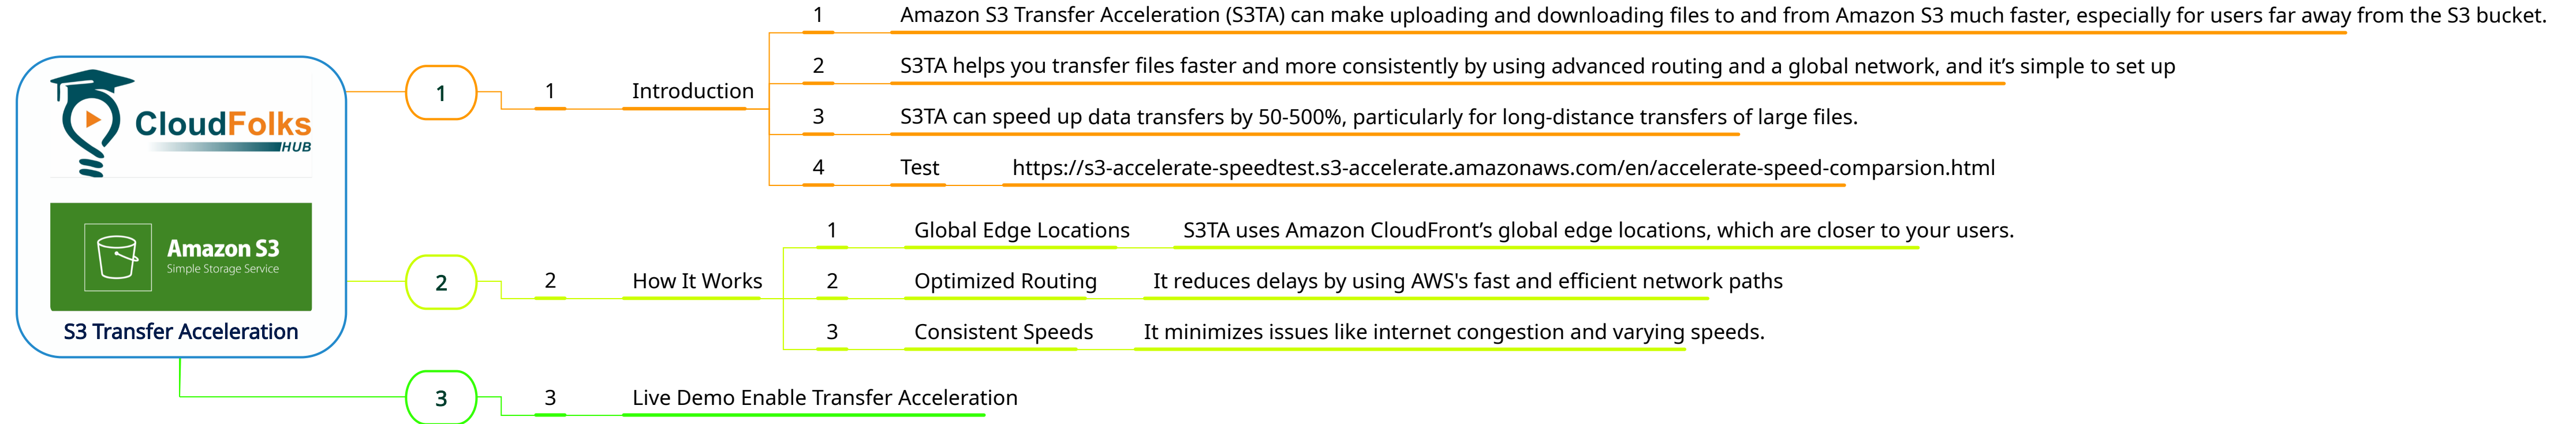 CloudFolks
HUB
Amazon S3
Simple Storage Service
S3 Transfer Acceleration
1
1 Introduction
1 Amazon S3 Transfer Acceleration (S3TA) can make uploading and downloading files to and from Amazon S3 much faster, especially for users far away from the S3 bucket.
2 S3TA helps you transfer files faster and more consistently by using advanced routing and a global network, and it’s simple to set up
3 S3TA can speed up data transfers by 50-500%, particularly for long-distance transfers of large files.
4 Test https://s3-accelerate-speedtest.s3-accelerate.amazonaws.com/en/accelerate-speed-comparsion.html
2
2 How It Works
1 Global Edge Locations S3TA uses Amazon CloudFront’s global edge locations, which are closer to your users.
2 Optimized Routing It reduces delays by using AWS's fast and efficient network paths
3 Consistent Speeds It minimizes issues like internet congestion and varying speeds.
3
3 Live Demo Enable Transfer Acceleration